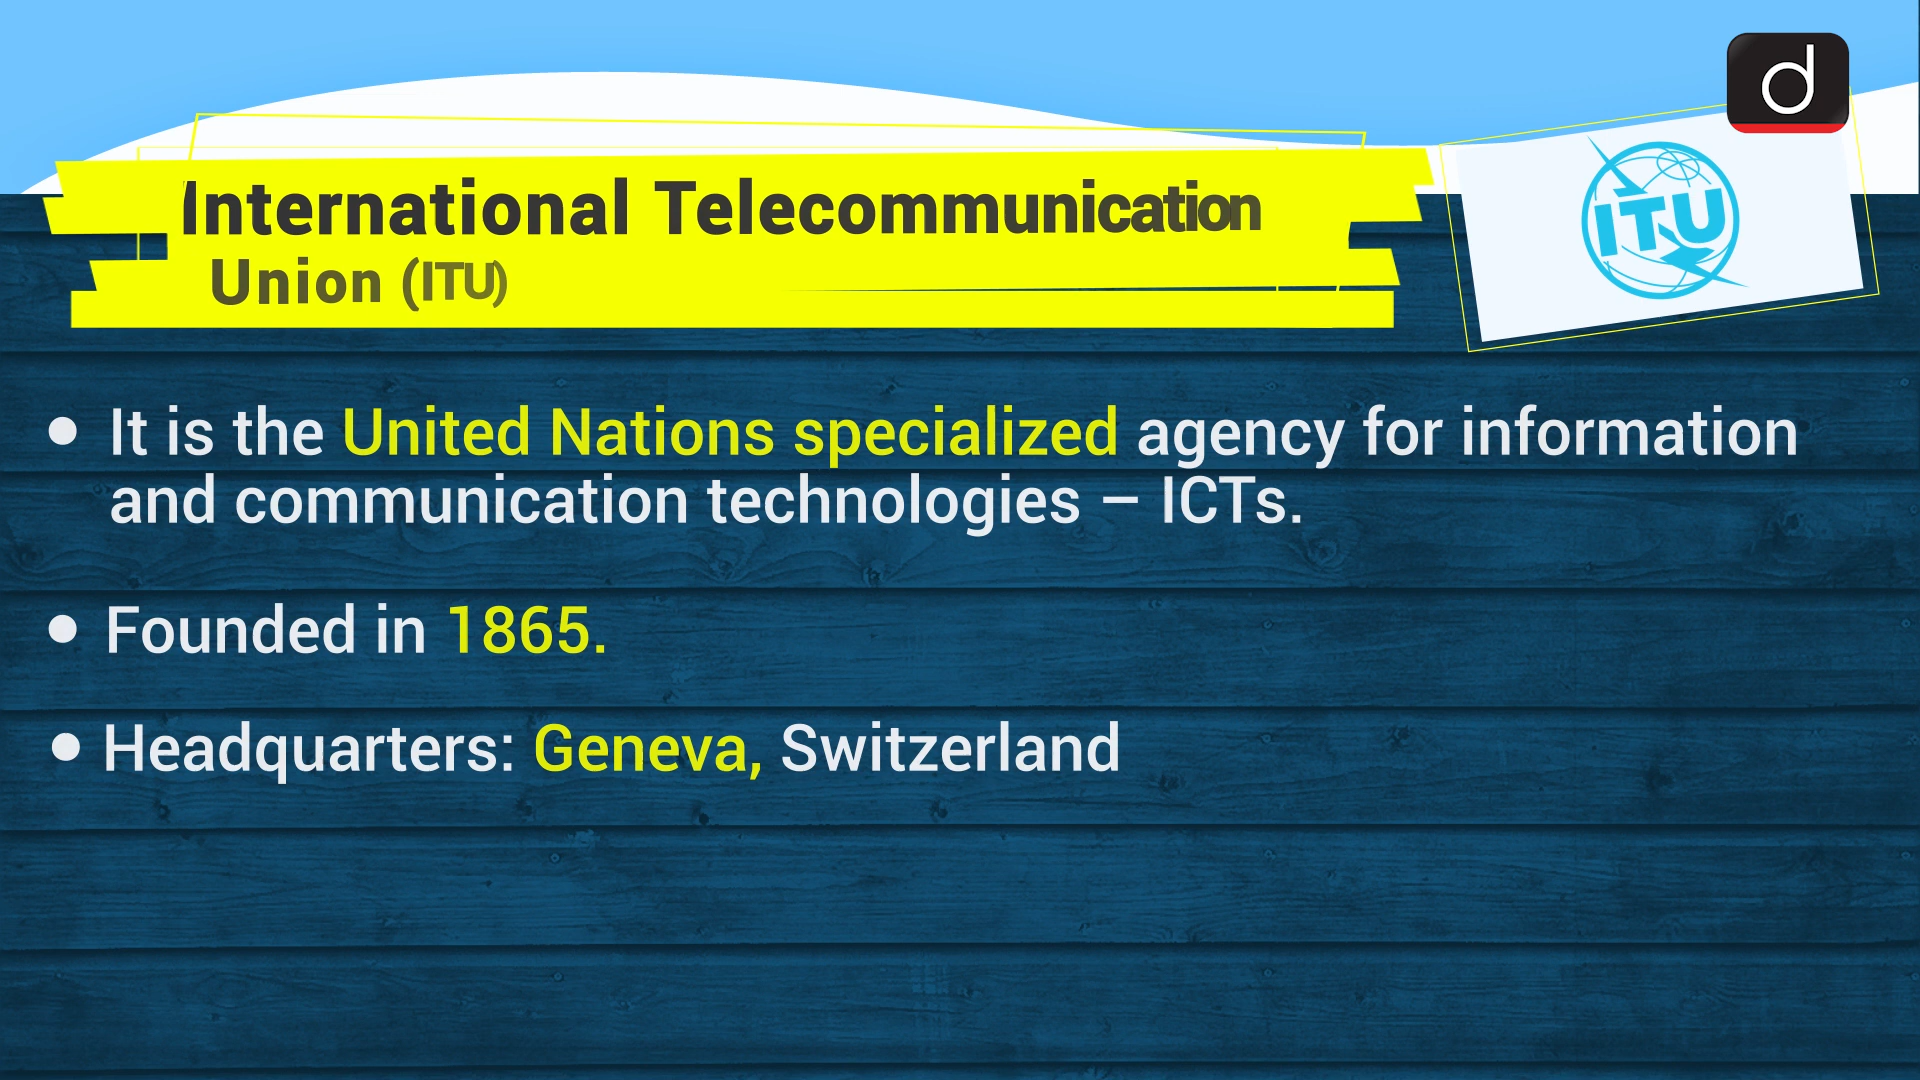 d
International Telecommunication
Union (ITU)
ITU
• It is the United Nations specialized agency for information
and communication technologies – ICTs.
• Founded in 1865.
• Headquarters: Geneva, Switzerland